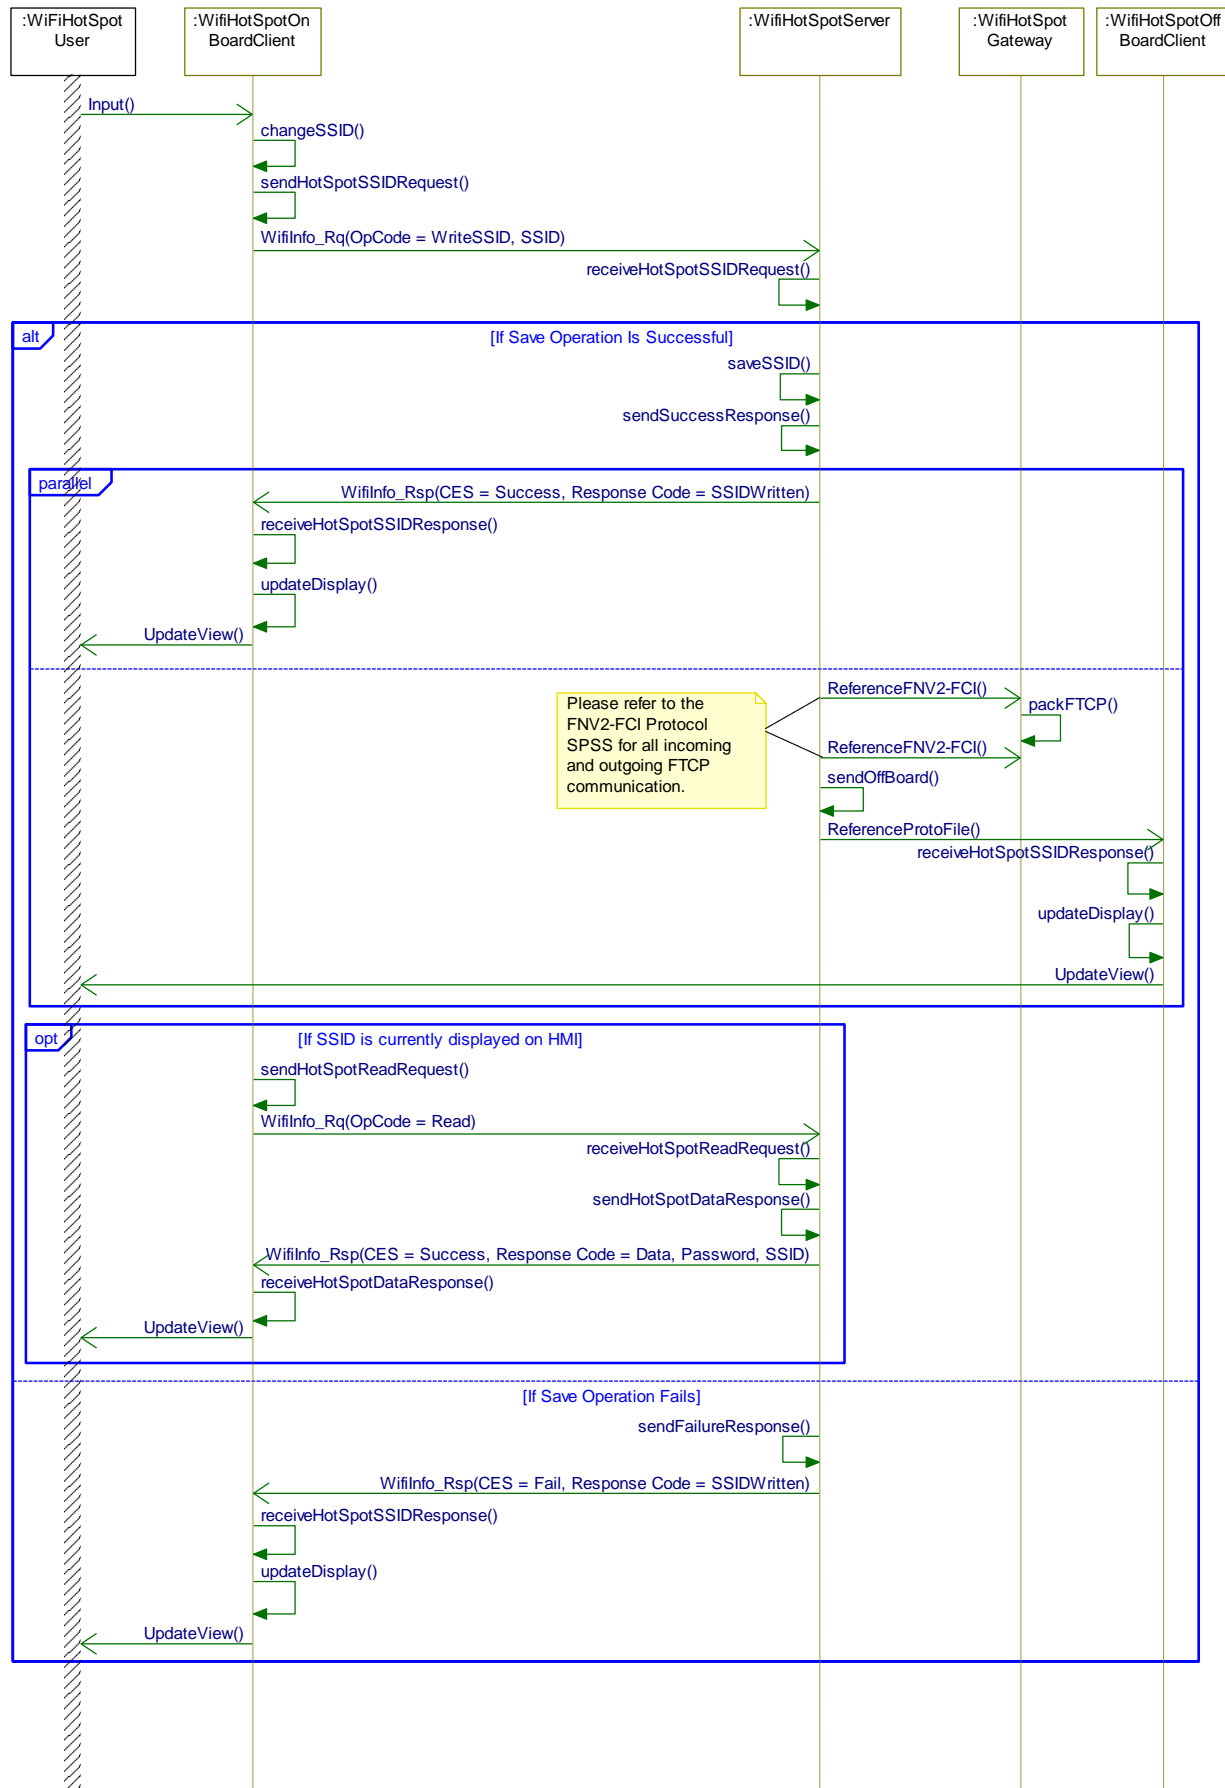 :WiFiHotSpot
User
:WifiHotSpotOn
BoardClient
:WifiHotSpotServer
:WifiHotSpot
Gateway
:WifiHotSpotOff
BoardClient
Input()
changeSSID()
sendHotSpotSSIDRequest()
WifiInfo_Rq(OpCode = WriteSSID, SSID)
receiveHotSpotSSIDRequest()
alt
[If Save Operation Is Successful]
saveSSID()
sendSuccessResponse()
parallel
WifiInfo_Rsp(CES = Success, Response Code = SSIDWritten)
receiveHotSpotSSIDResponse()
updateDisplay()
UpdateView()
ReferenceFNV2-FCI()
Please refer to the
FNV2-FCI Protocol
SPSS for all incoming
and outgoing FTCP
communication.
packFTCP()
ReferenceFNV2-FCI()
sendOffBoard()
ReferenceProtoFile()
receiveHotSpotSSIDResponse()
updateDisplay()
UpdateView()
opt
[If SSID is currently displayed on HMI]
sendHotSpotReadRequest()
WifiInfo_Rq(OpCode = Read)
receiveHotSpotReadRequest()
sendHotSpotDataResponse()
WifiInfo_Rsp(CES = Success, Response Code = Data, Password, SSID)
receiveHotSpotDataResponse()
UpdateView()
[If Save Operation Fails]
sendFailureResponse()
WifiInfo_Rsp(CES = Fail, Response Code = SSIDWritten)
receiveHotSpotSSIDResponse()
updateDisplay()
UpdateView()